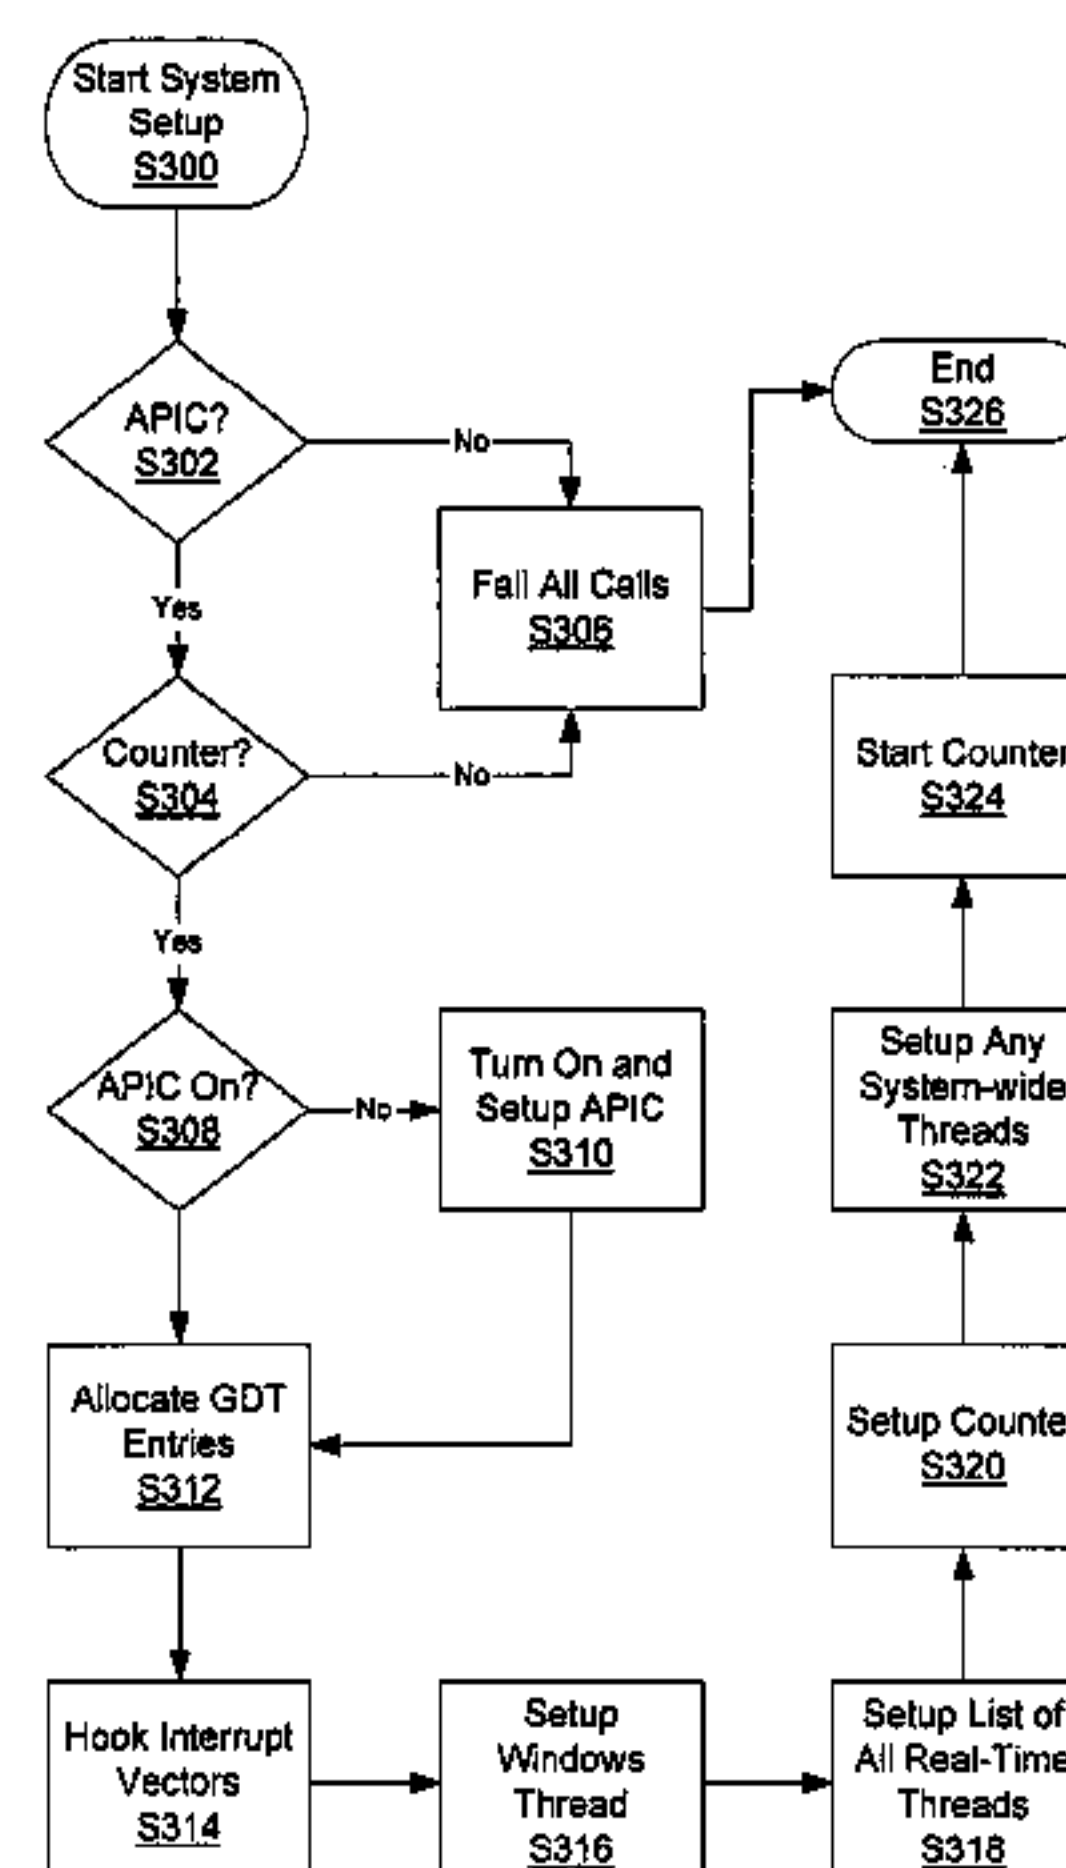 Start System
Setup
S300
APIC?
S302
No
End
S326
Fail All Calls
S306
Yes
Counter?
S304
No
Start Counter
S324
Yes
APIC On?
S308
No
Turn On and
Setup APIC
S310
Setup Any
System-wide
Threads
S322
Allocate GDT
Entries
S312
Setup Counte
S320
Hook Interrupt
Vectors
S314
Setup
Windows
Thread
S316
Setup List of
All Real-Time
Threads
S318